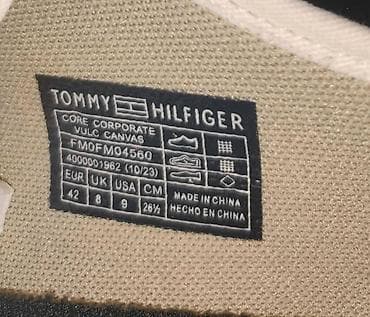 TOMMY HILFIGER
CORE CORPORATE
VULC CANVAS
FM0FM04560
4000001962 (10/23)
EUR UK USA CM
42 8 9 26½
MADE IN CHINA
HECHO EN CHINA